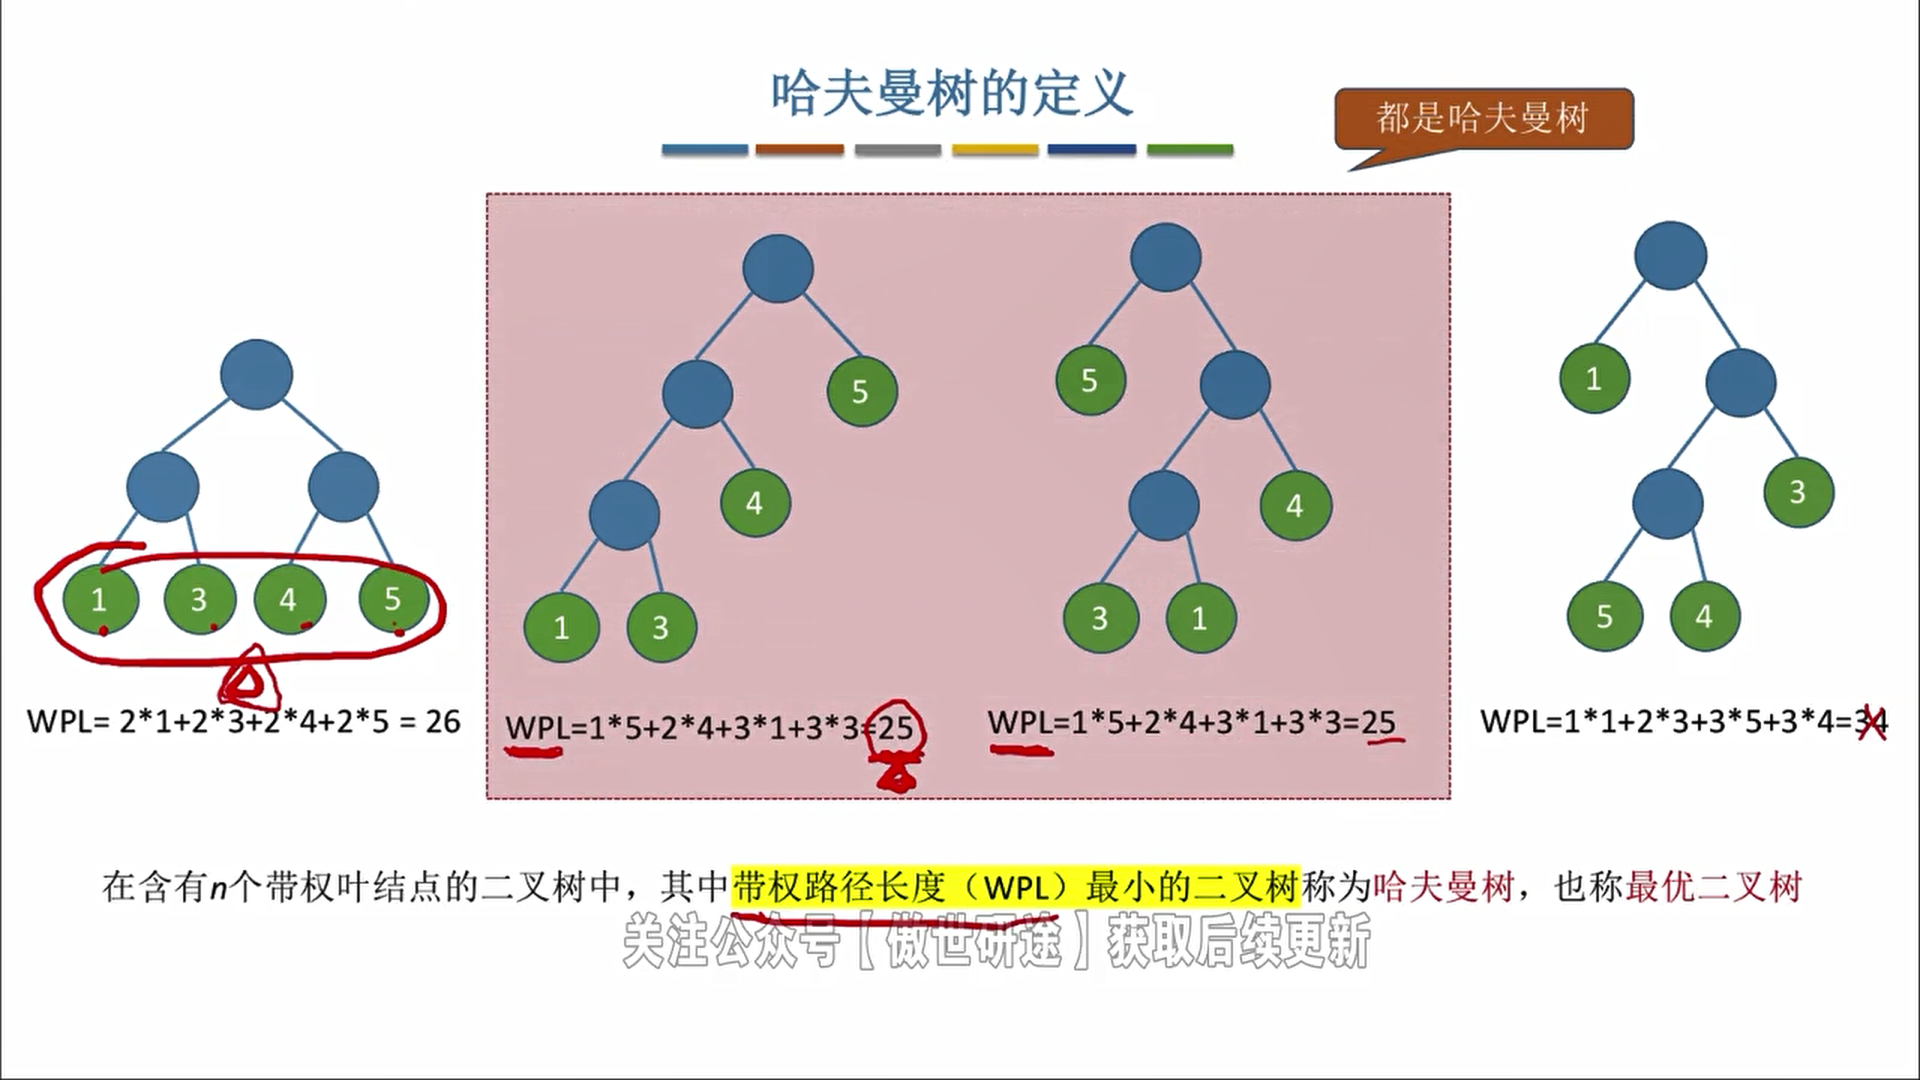 哈夫曼树的定义
都是哈夫曼树
5
5
1
4
4
3
1
3
4
5
1
3
3
1
5
4
WPL= 2*1+2*3+2*4+2*5 = 26
WPL=1*5+2*4+3*1+3*3=25
WPL=1*5+2*4+3*1+3*3=25
WPL=1*1+2*3+3*5+3*4=34
在含有n个带权叶结点的二叉树中，其中带权路径长度（WPL）最小的二叉树称为哈夫曼树，也称最优二叉树
关注公众号【傲世研途】获取后续更新